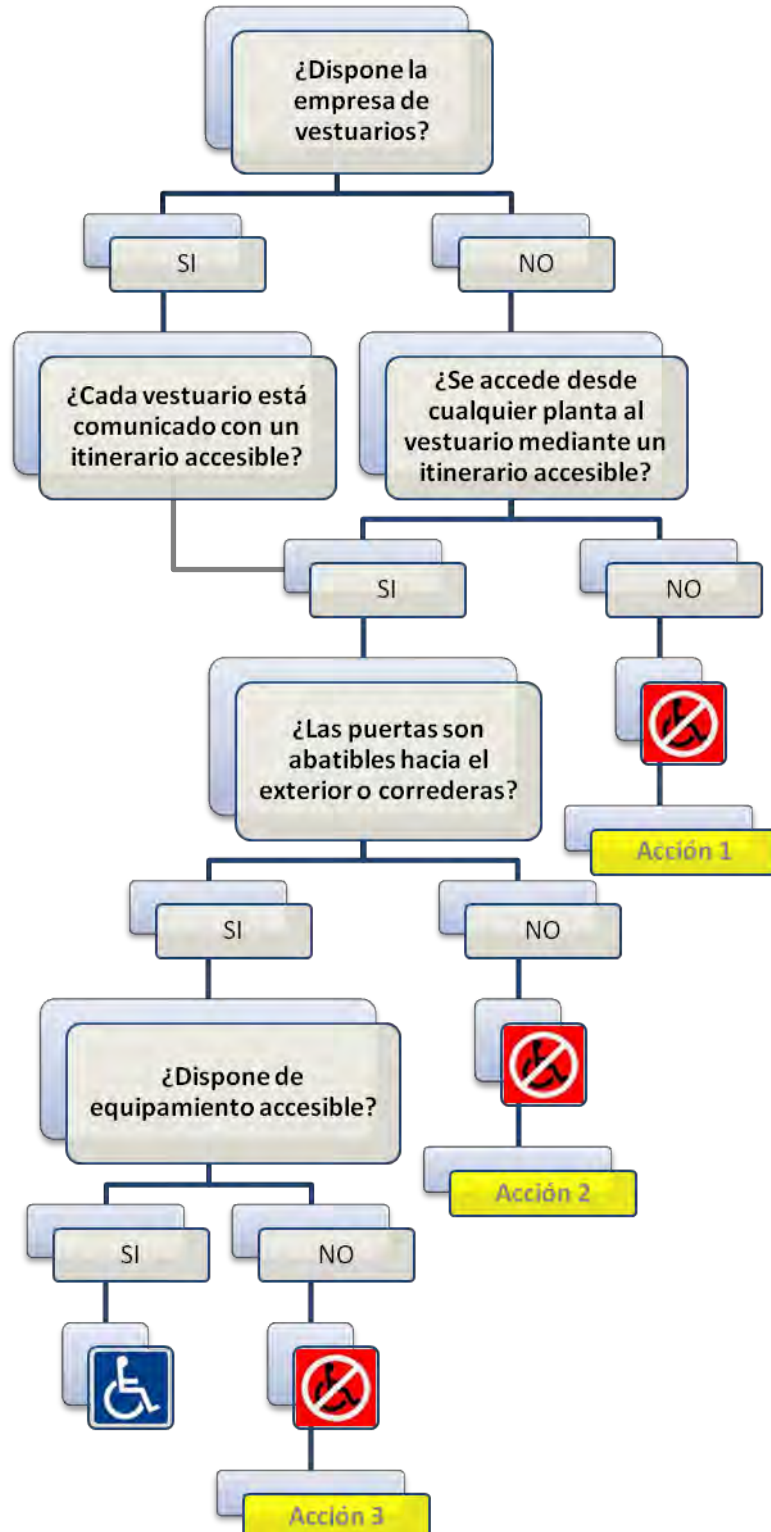 ¿Dispone la
empresa de
vestuarios?
SI
NO
¿Cada vestuario está
comunicado con un
itinerario accesible?
¿Se accede desde
cualquier planta al
vestuario mediante un
itinerario accesible?
SI
NO
¿Las puertas son
abatibles hacia el
exterior o correderas?
Acción 1
SI
NO
¿Dispone de
equipamiento accesible?
Acción 2
SI
NO
Acción 3